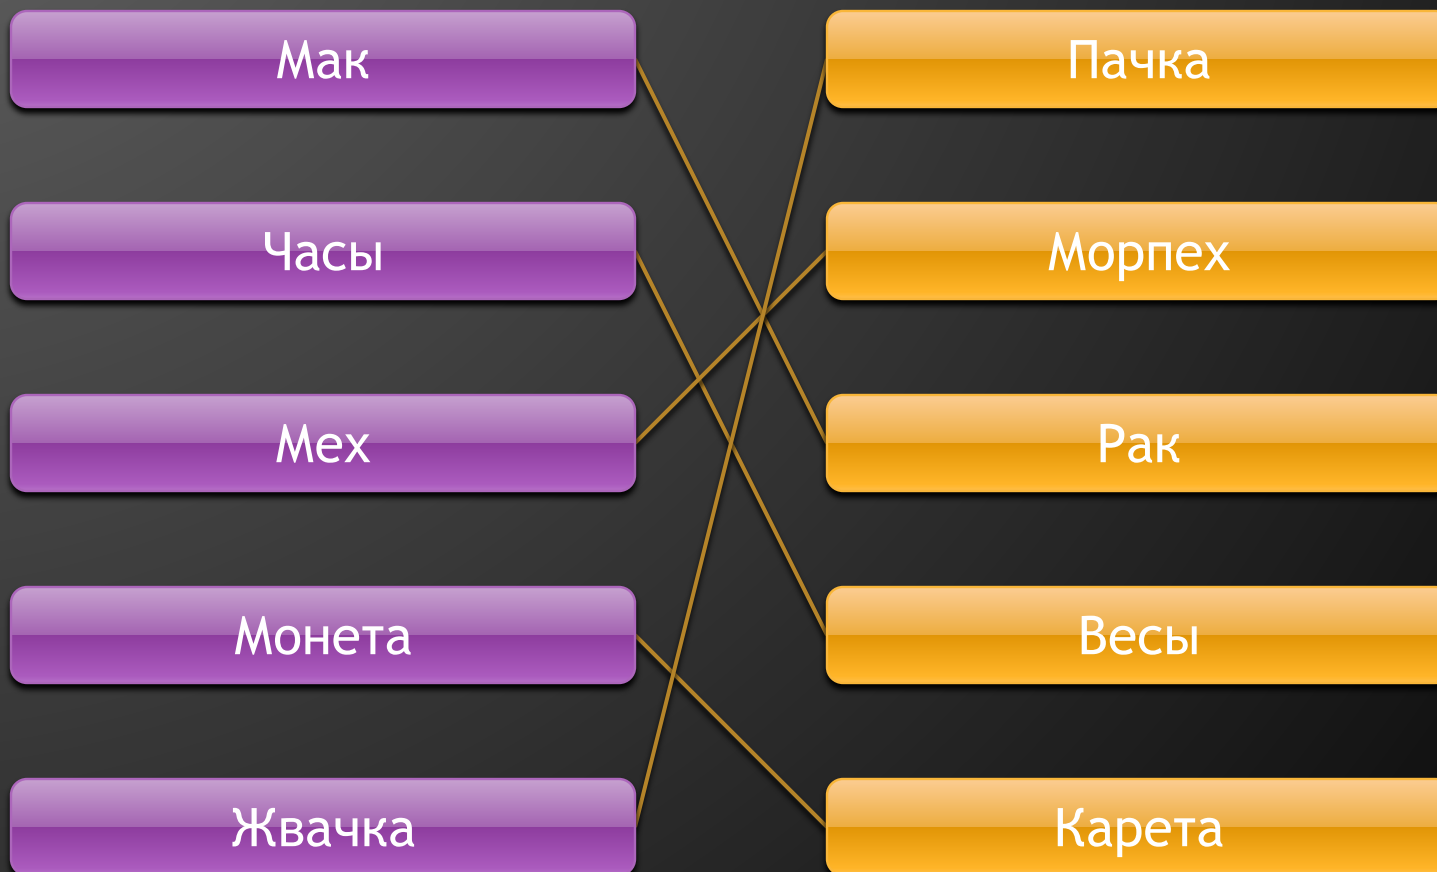 Мак
Пачка
Часы
Морпех
Мех
Рак
Монета
Весы
Жвачка
Карета